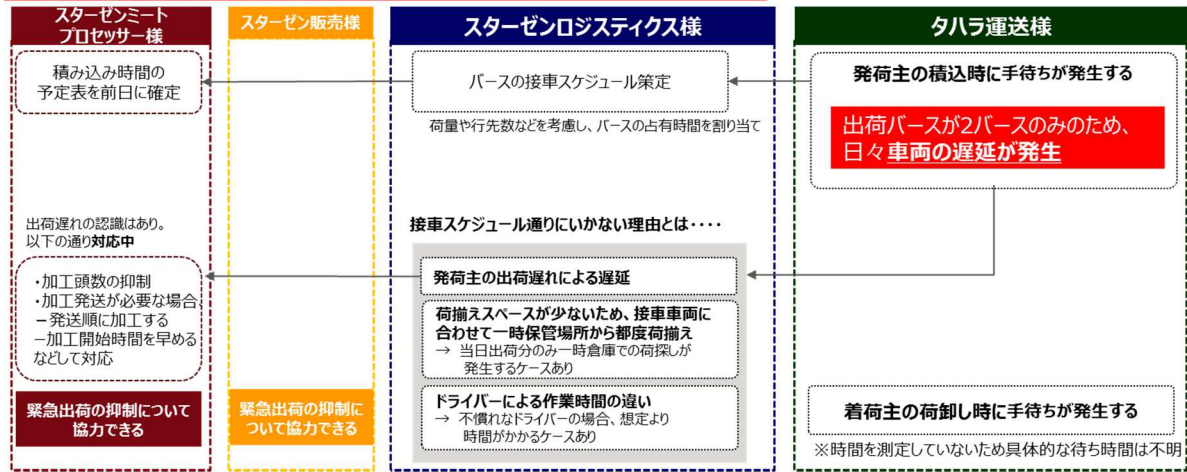 スターゼンミート
プロセッサー様
積み込み時間の
予定表を前日に確定
出荷遅れの認識はあり。
以下の通り対応中
・加工頭数の抑制
・加工発送が必要な場合、
－発送順に加工する
－加工開始時間を早める
などして対応
緊急出荷の抑制について
協力できる
スターゼン販売様
緊急出荷の抑制に
ついて協力できる
スターゼンロジスティクス様
バースの接車スケジュール策定
荷量や行先数などを考慮し、バースの占有時間を割り当て
接車スケジュール通りにいかない理由とは・・・・
発荷主の出荷遅れによる遅延
荷揃えスペースが少ないため、接車車両に
合わせて一時保管場所から都度荷揃え
→ 当日出荷分のみ一時倉庫での荷探しが
発生するケースあり
ドライバーによる作業時間の違い
→ 不慣れなドライバーの場合、想定より
時間がかかるケースあり
タハラ運送様
発荷主の積込時に手待ちが発生する
出荷バースが2バースのみのため、
日々車両の遅延が発生
着荷主の荷卸し時に手待ちが発生する
※時間を測定していないため具体的な待ち時間は不明